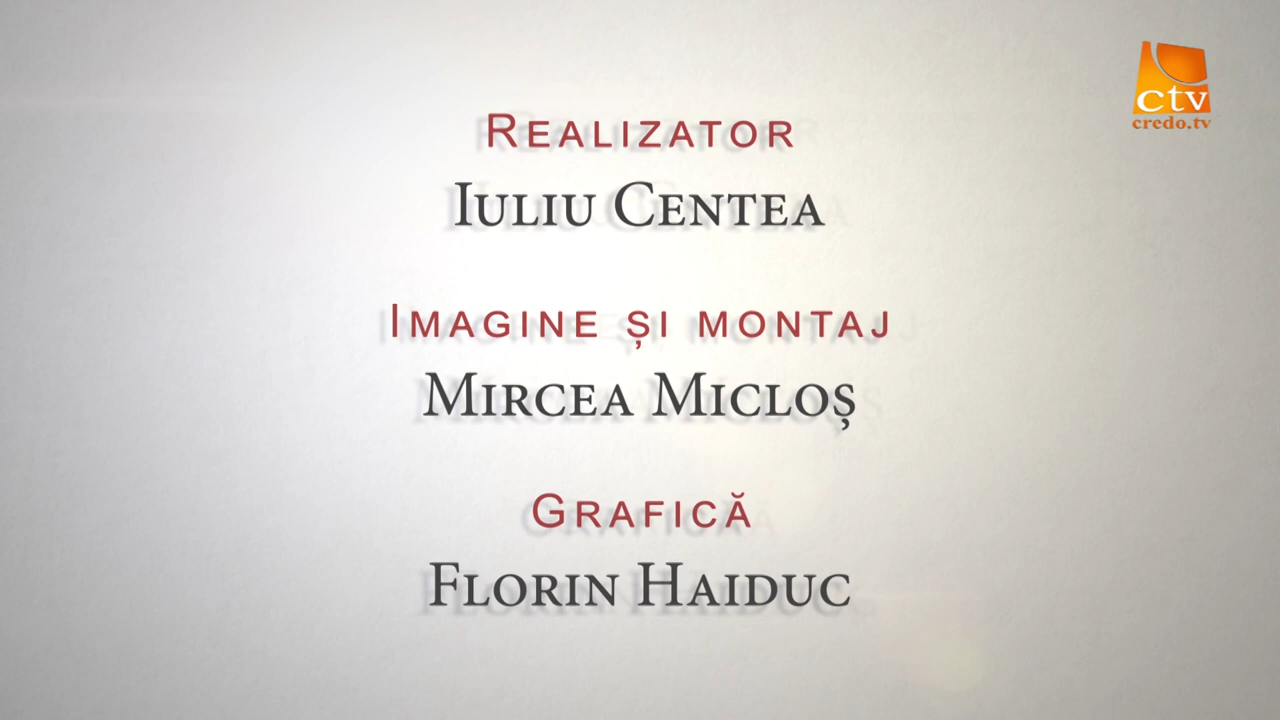 ctv
credo.tv
Realizator
Iuliu Centea
Imagine și montaj
Mircea Micloș
Grafică
Florin Haiduc